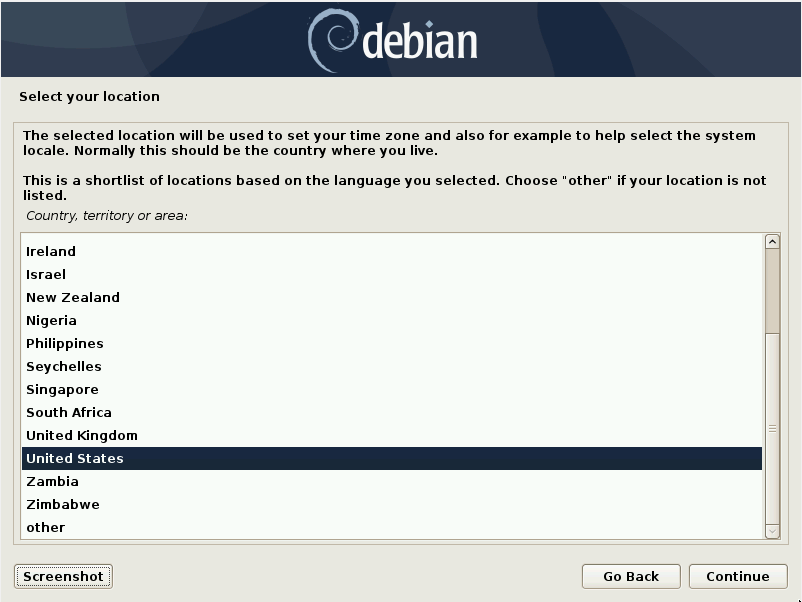 debian
Select your location
The selected location will be used to set your time zone and also for example to help select the system
locale. Normally this should be the country where you live.
This is a shortlist of locations based on the language you selected. Choose "other" if your location is not
listed.
Country, territory or area:
Ireland
Israel
New Zealand
Nigeria
Philippines
Seychelles
Singapore
South Africa
United Kingdom
United States
Zambia
Zimbabwe
other
Screenshot
Go Back
Continue